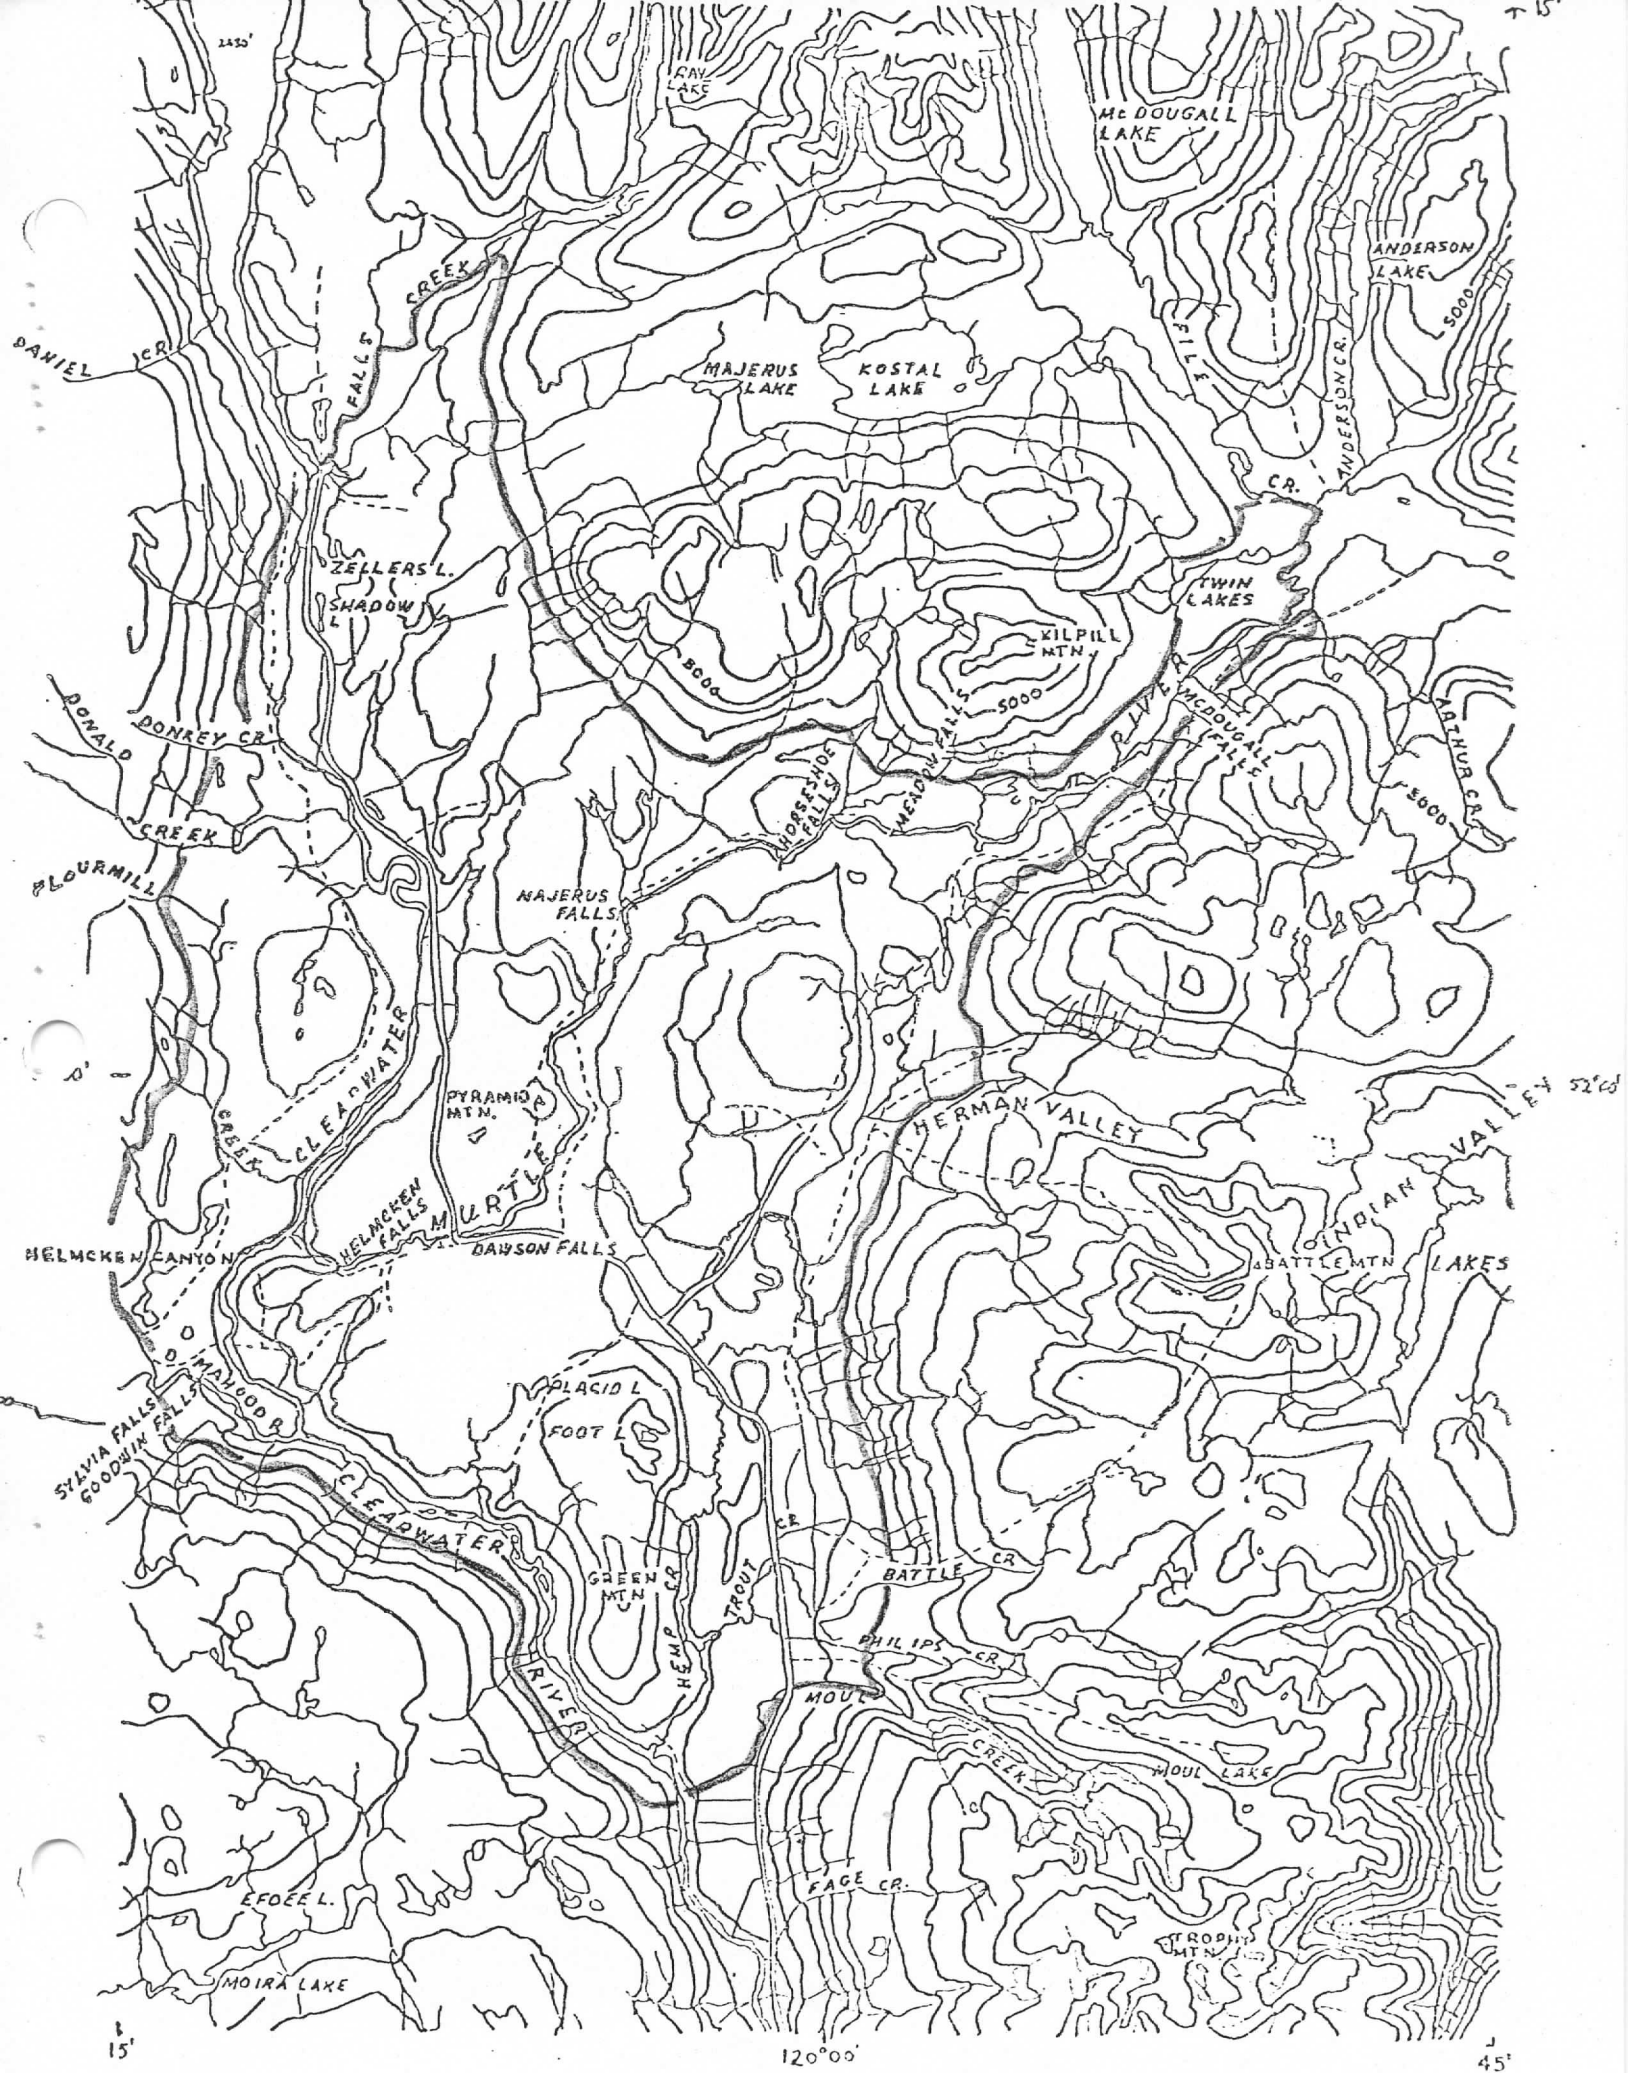 15'
RAY
LAKE
McDOUGALL
LAKE
ANDERSON
LAKE
5000
FALLS CREEK
DANIEL CR.
MAJERUS
LAKE
KOSTAL
LAKE
FILE CR.
ANDERSON CR.
ZELLERS L.
SHADOW
L
TWIN
LAKES
KILPILL
MTN.
5000
DONALD CREEK
DONKEY CR.
RIVER
McDOUGALL
FALLS
ARTHUR CR.
5000
HORSESHOE
FALLS
MEADOW FALLS
FLOURMILL CREEK
MAJERUS
FALLS
CLEARWATER
PYRAMID
MTN.
52°00'
HERMAN VALLEY
INDIAN VALLEY
MURTLE
HELMCKEN
FALLS
HELMCKEN CANYON
DAWSON FALLS
BATTLE MTN
LAKES
MAHOOD R.
SYLVIA FALLS
GOODWIN FALLS
PLACID L
FOOT L
CLEARWATER RIVER
GREEN
MTN
HEMP CR
TROUT CR
BATTLE CR
PHILIPS CR.
MOUL CREEK
MOUL LAKE
FAGE CR.
TROPHY
MTN.
MOIRA LAKE
15'
120°00'
45'